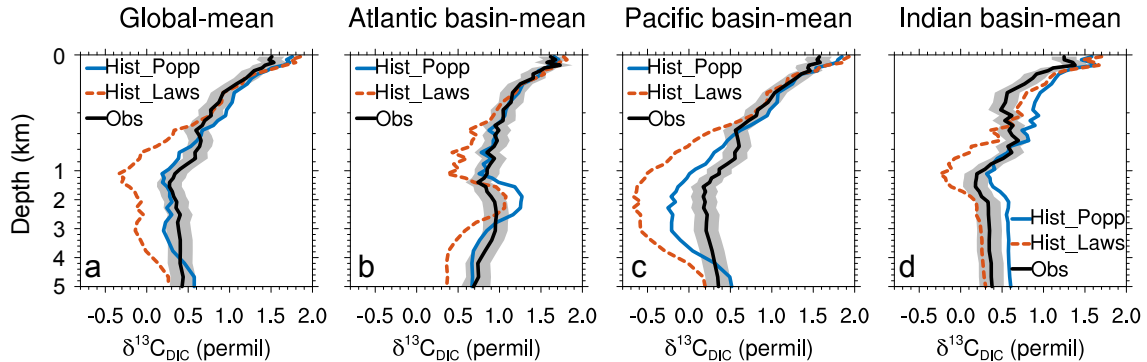 Global-mean
Atlantic basin-mean
Pacific basin-mean
Indian basin-mean
Depth (km)
0
1
2
3
4
5
Hist_Popp
Hist_Laws
Obs
a
-0.5 0.0 0.5 1.0 1.5 2.0
δ¹³C_DIC (permil)
Hist_Popp
Hist_Laws
Obs
b
-0.5 0.0 0.5 1.0 1.5 2.0
δ¹³C_DIC (permil)
Hist_Popp
Hist_Laws
Obs
c
-0.5 0.0 0.5 1.0 1.5 2.0
δ¹³C_DIC (permil)
Hist_Popp
Hist_Laws
Obs
d
-0.5 0.0 0.5 1.0 1.5 2.0
δ¹³C_DIC (permil)